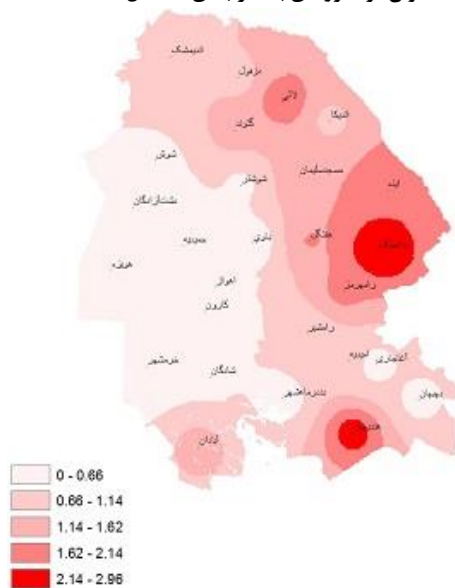 اندیمشک
دزفول
لالی
اندیکا
گتوند
شوش
شوشتر
مسجدسلیمان
ایذه
دشت‌آزادگان
حمیدیه
باوی
هفتگل
هویزه
اهواز
رامهرمز
کارون
رامشیر
خرمشهر
شادگان
امیدیه
آغاجاری
بندرماهشهر
بهبهان
آبادان
0 - 0.66
0.66 - 1.14
1.14 - 1.62
1.62 - 2.14
2.14 - 2.96